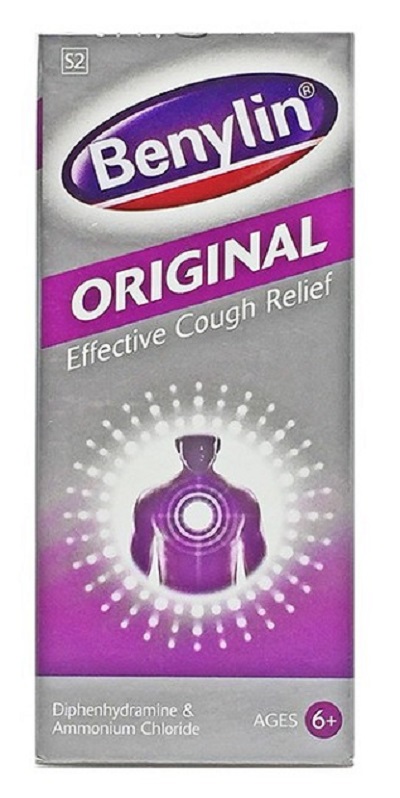 S2
Benylin®
ORIGINAL
Effective Cough Relief
Diphenhydramine &
Ammonium Chloride
AGES 6+